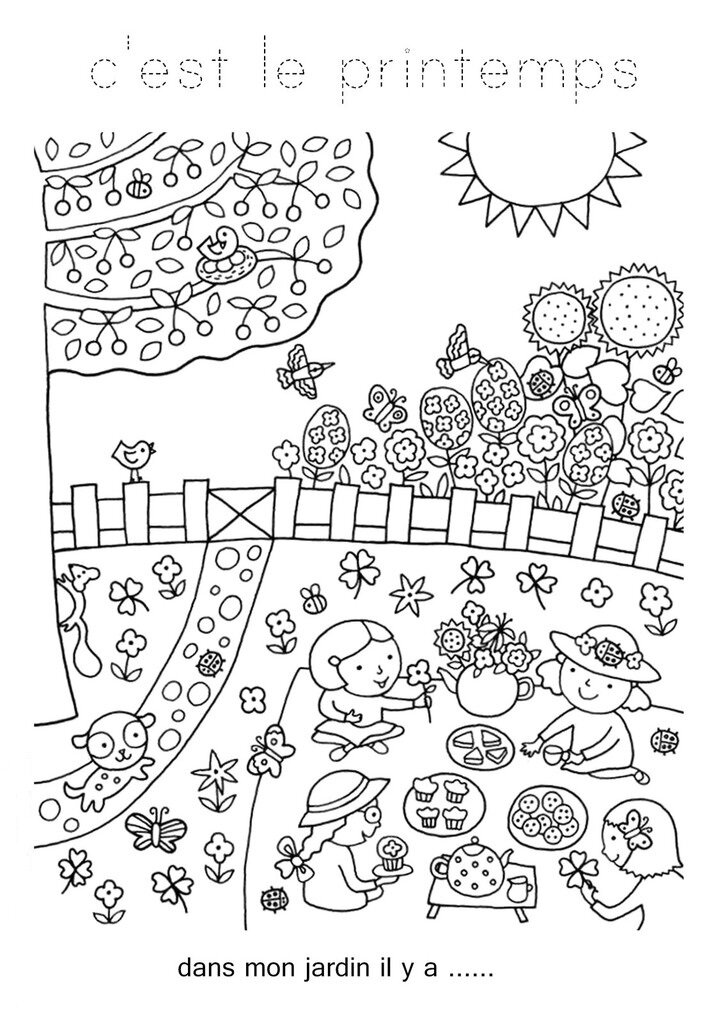 c'est le printemps
dans mon jardin il y a ......